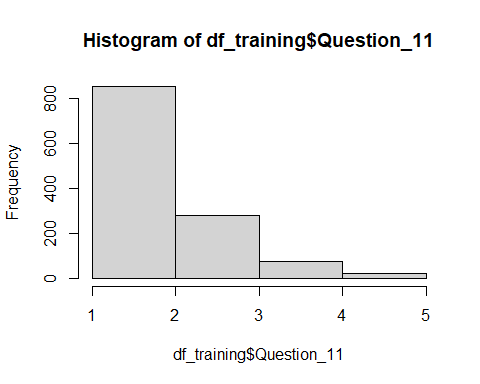 Histogram of df_training$Question_11
Frequency
800
600
400
200
0
1 2 3 4 5
df_training$Question_11